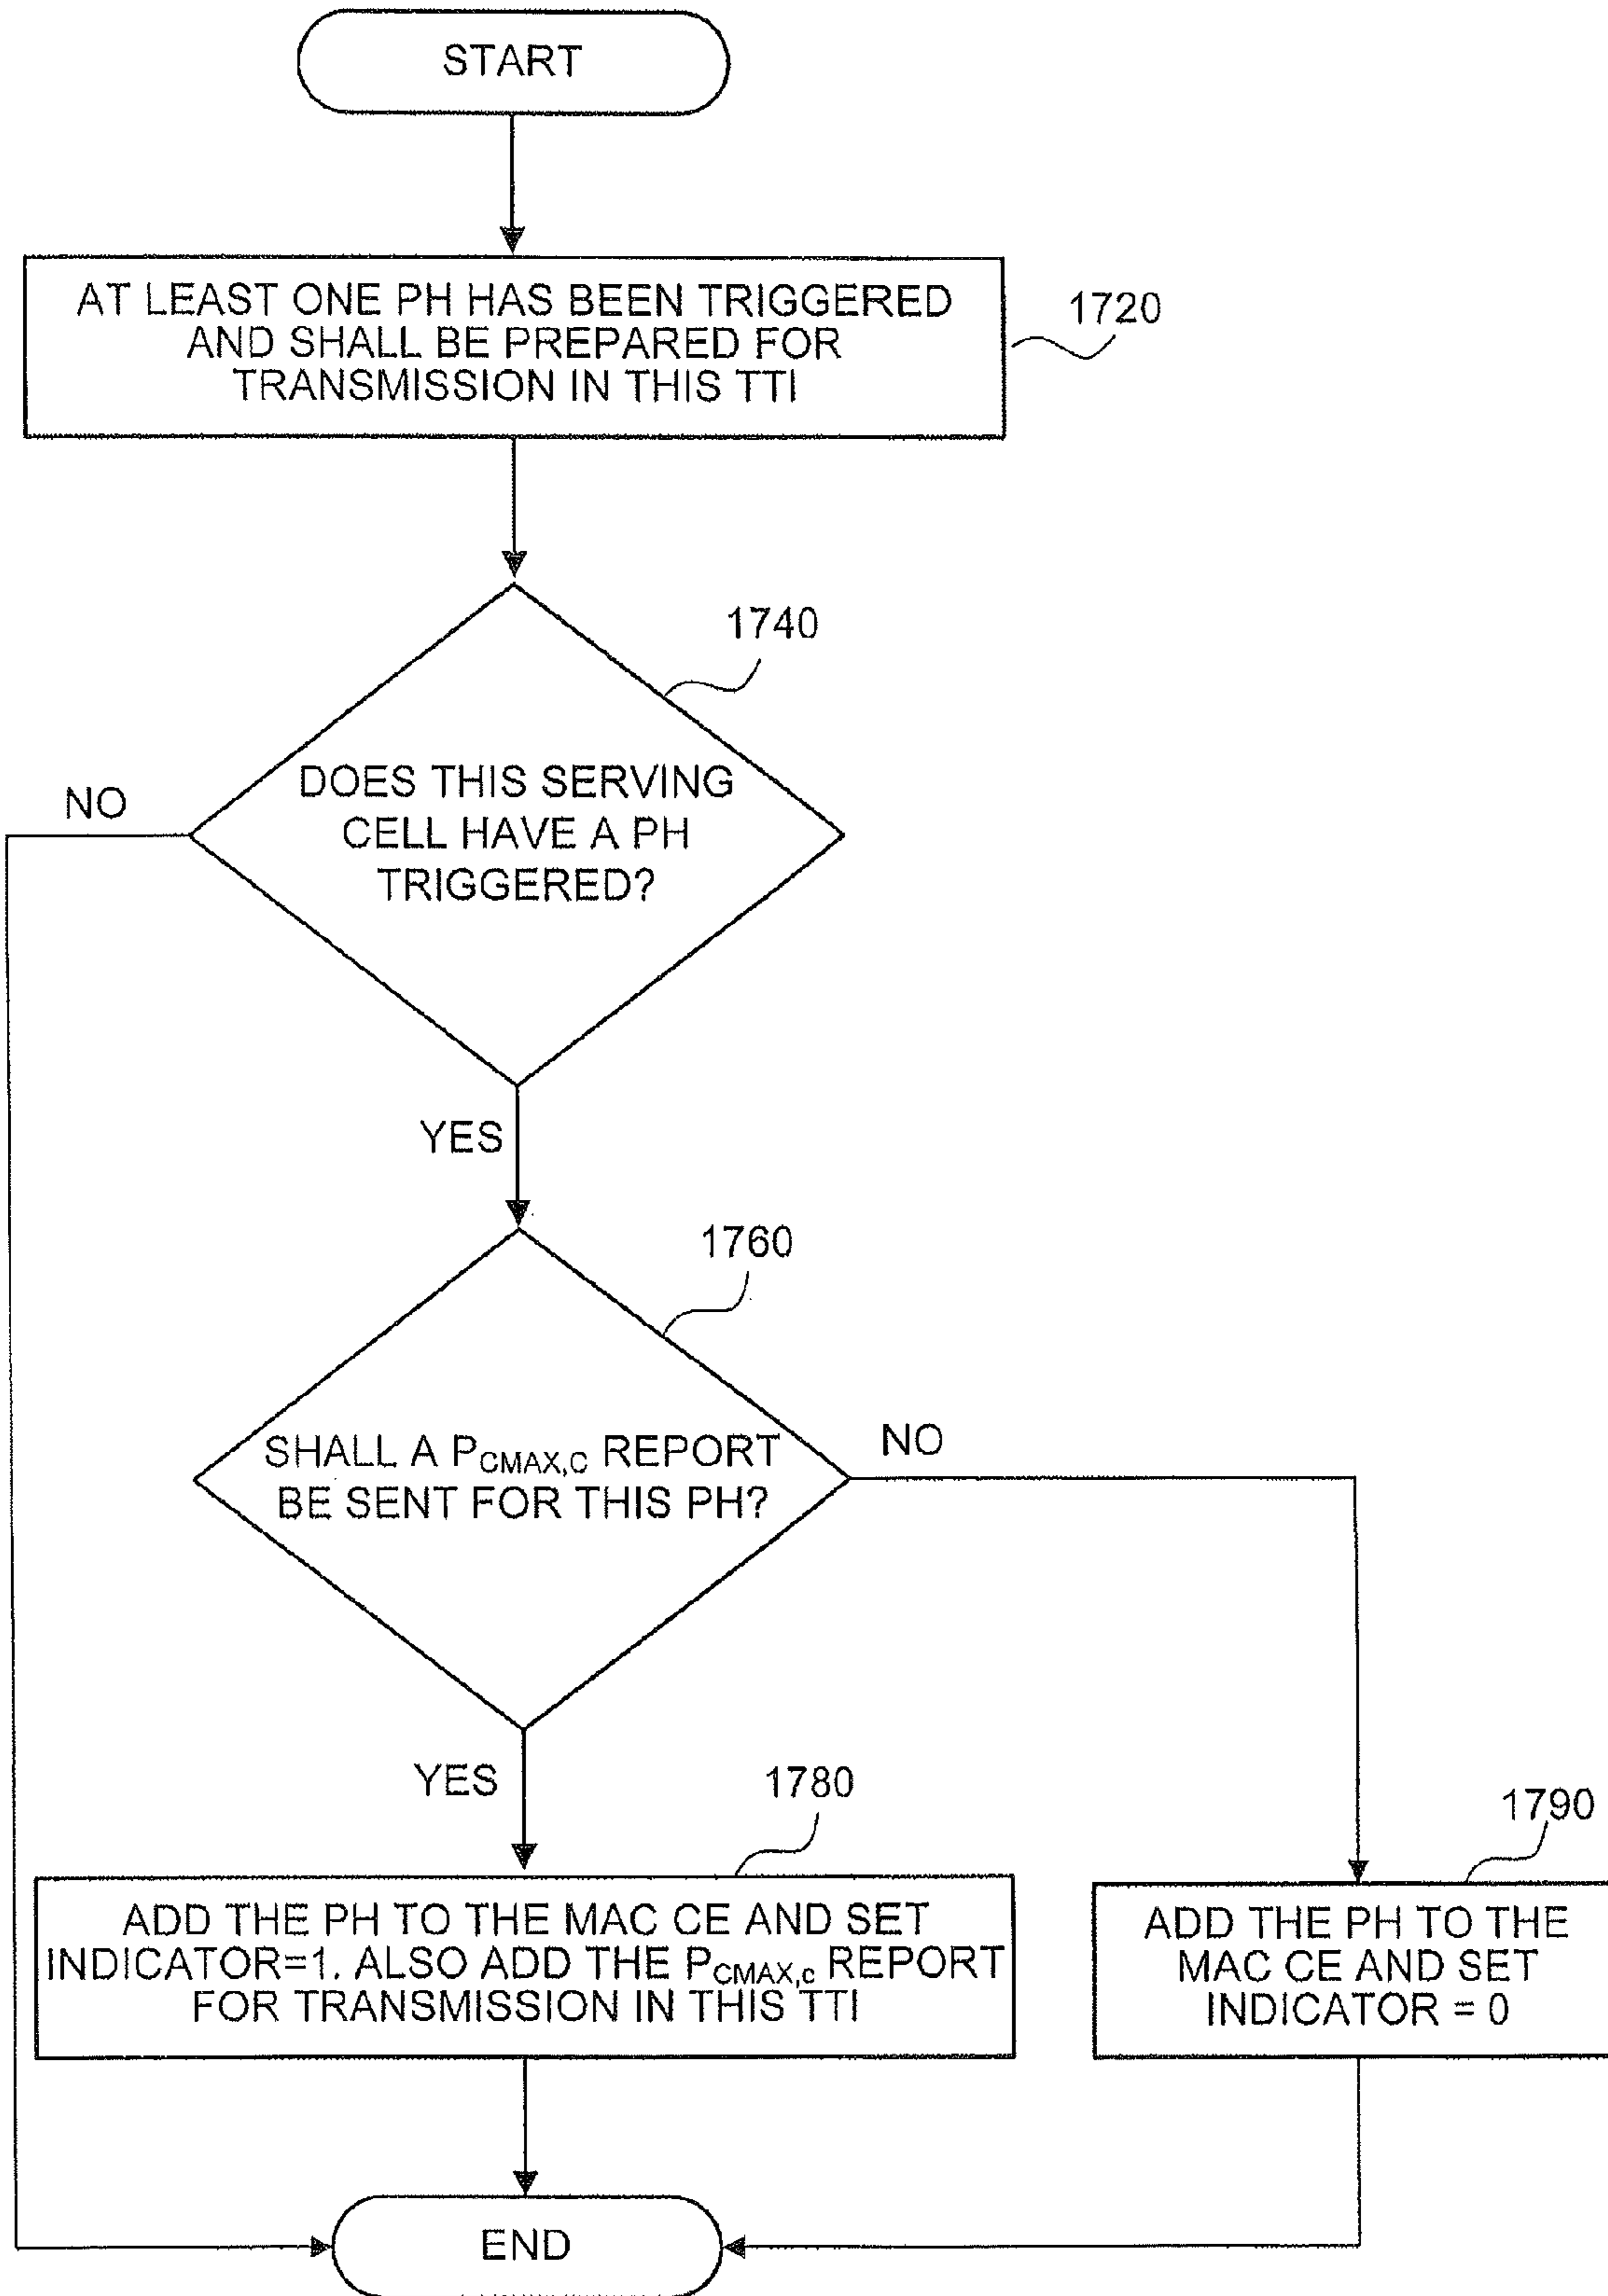 START
AT LEAST ONE PH HAS BEEN TRIGGERED
AND SHALL BE PREPARED FOR
TRANSMISSION IN THIS TTI
1720
1740
DOES THIS SERVING
CELL HAVE A PH
TRIGGERED?
NO
YES
1760
SHALL A PCMAX,C REPORT
BE SENT FOR THIS PH?
NO
YES
1780
ADD THE PH TO THE MAC CE AND SET
INDICATOR=1. ALSO ADD THE PCMAX,c REPORT
FOR TRANSMISSION IN THIS TTI
1790
ADD THE PH TO THE
MAC CE AND SET
INDICATOR = 0
END